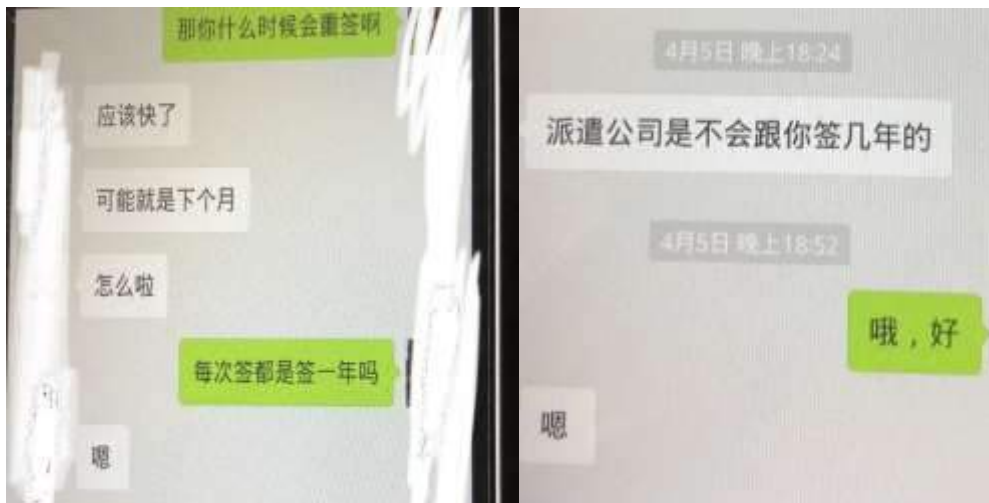 那你什么时候会重签啊
应该快了
可能就是下个月
怎么啦
每次签都是签一年吗
嗯
4月5日 晚上18:24
派遣公司是不会跟你签几年的
4月5日 晚上18:52
哦，好
嗯